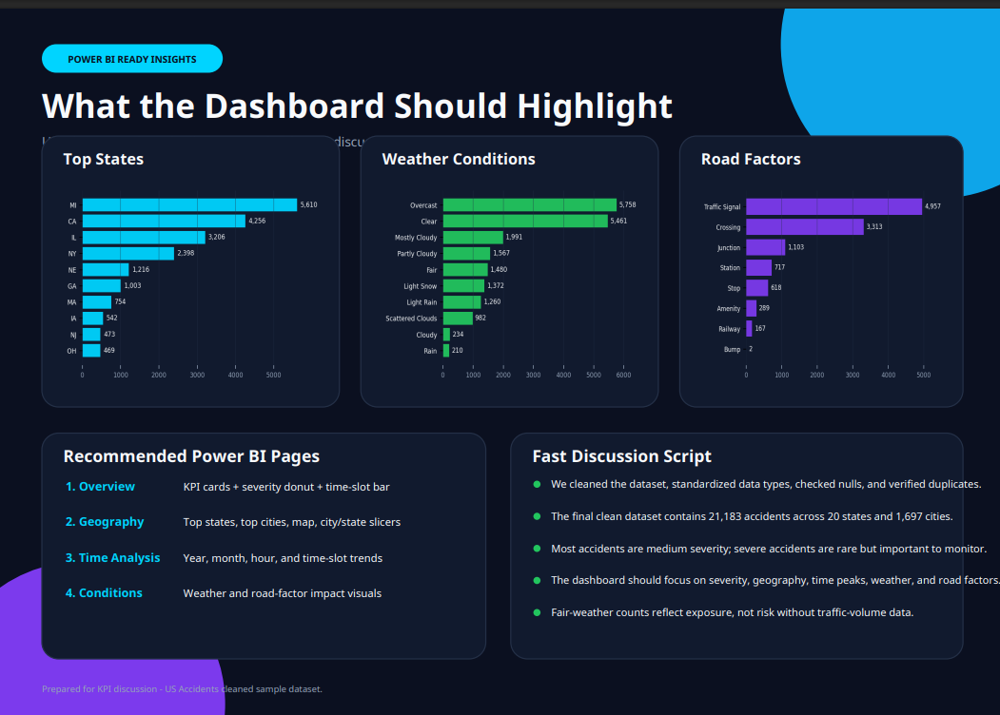 POWER BI READY INSIGHTS
What the Dashboard Should Highlight
discu
Top States
MI 5,610
CA 4,256
IL 3,206
NY 2,398
NE 1,216
GA 1,003
MA 754
IA 542
NJ 473
OH 469
0 1000 2000 3000 4000 5000
Weather Conditions
Overcast 5,758
Clear 5,461
Mostly Cloudy 1,991
Partly Cloudy 1,567
Fair 1,480
Light Snow 1,372
Light Rain 1,260
Scattered Clouds 982
Cloudy 234
Rain 210
0 1000 2000 3000 4000 5000 6000
Road Factors
Traffic Signal 4,957
Crossing 3,313
Junction 1,103
Station 717
Stop 618
Amenity 289
Railway 167
Bump 2
0 1000 2000 3000 4000 5000
Recommended Power BI Pages
1. Overview KPI cards + severity donut + time-slot bar
2. Geography Top states, top cities, map, city/state slicers
3. Time Analysis Year, month, hour, and time-slot trends
4. Conditions Weather and road-factor impact visuals
Fast Discussion Script
We cleaned the dataset, standardized data types, checked nulls, and verified duplicates.
The final clean dataset contains 21,183 accidents across 20 states and 1,697 cities.
Most accidents are medium severity; severe accidents are rare but important to monitor.
The dashboard should focus on severity, geography, time peaks, weather, and road factors.
Fair-weather counts reflect exposure, not risk without traffic-volume data.
Prepared for KPI discussion - US Accidents cleaned sample dataset.